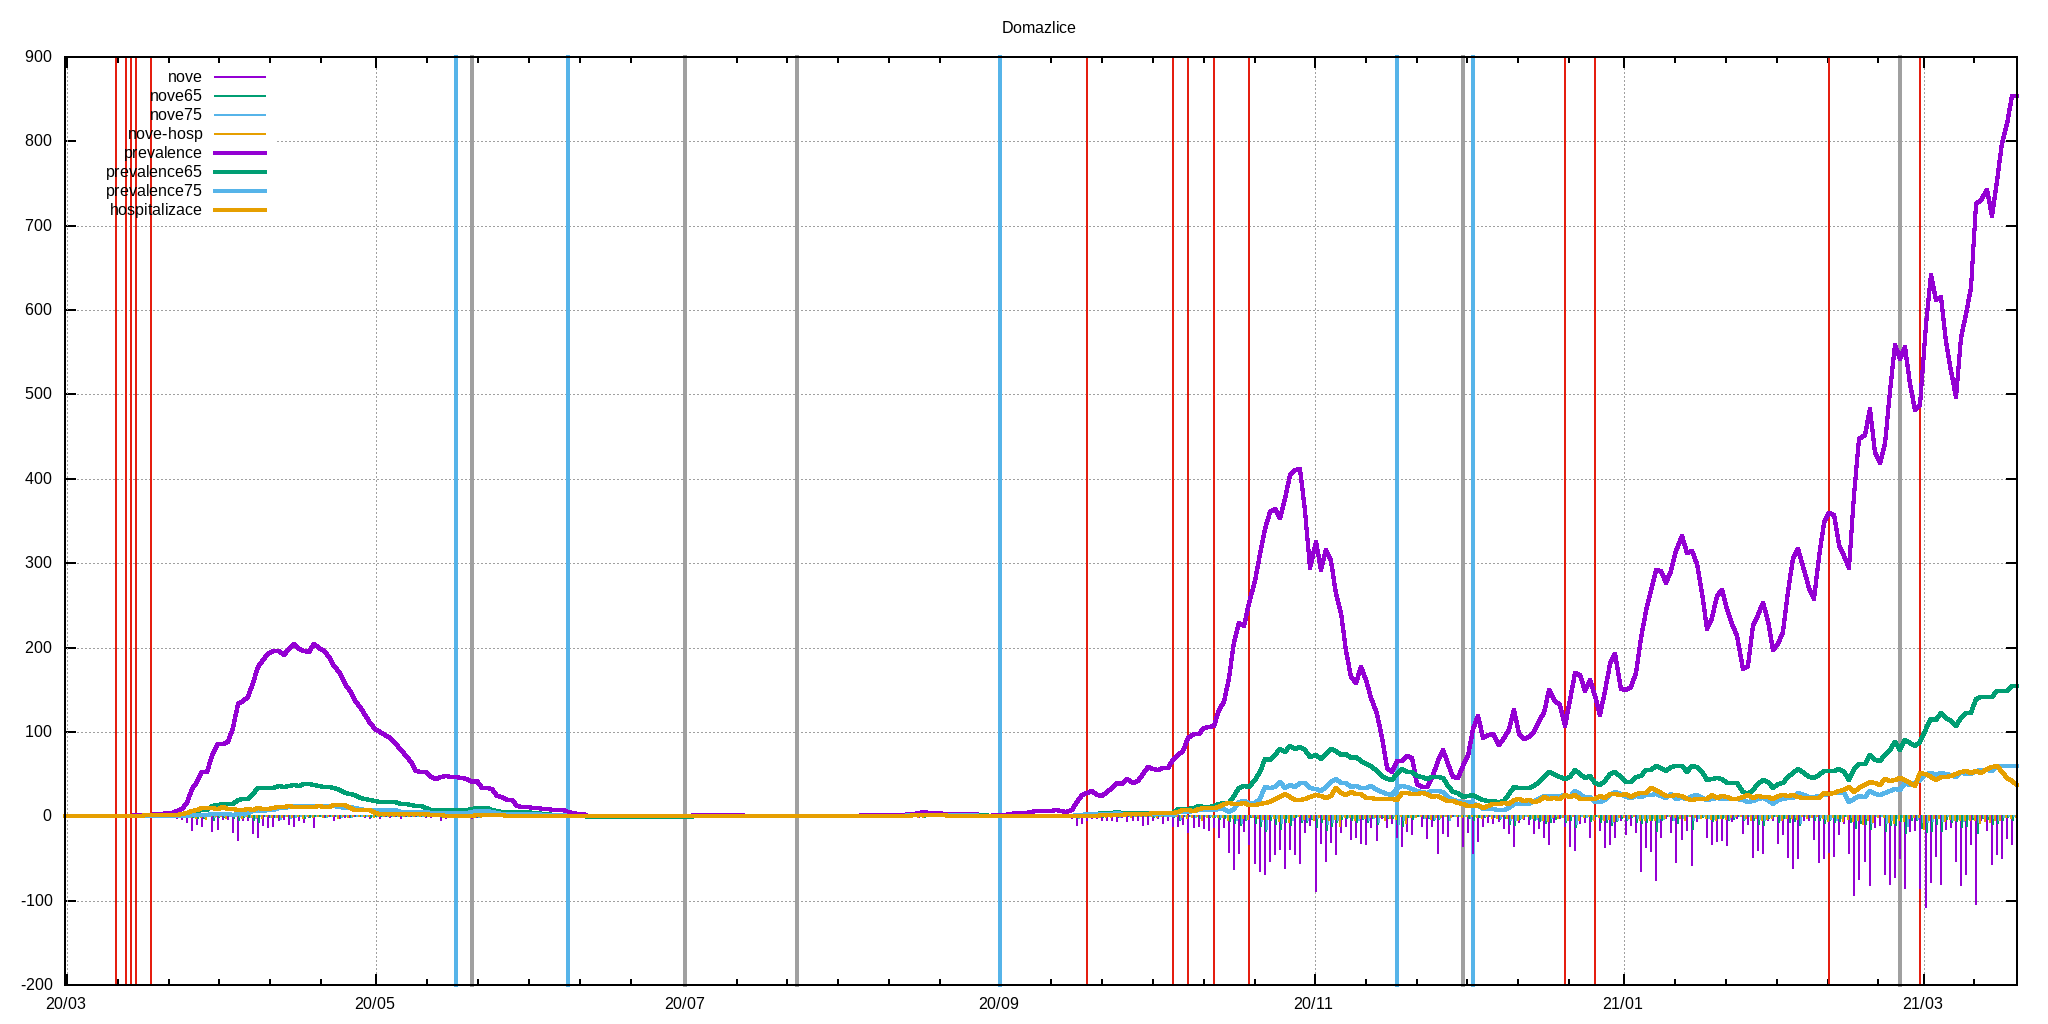 Domazlice
900
800
700
600
500
400
300
200
100
0
-100
-200
nove
nove65
nove75
nove-hosp
prevalence
prevalence65
prevalence75
hospitalizace
20/03 20/05 20/07 20/09 20/11 21/01 21/03